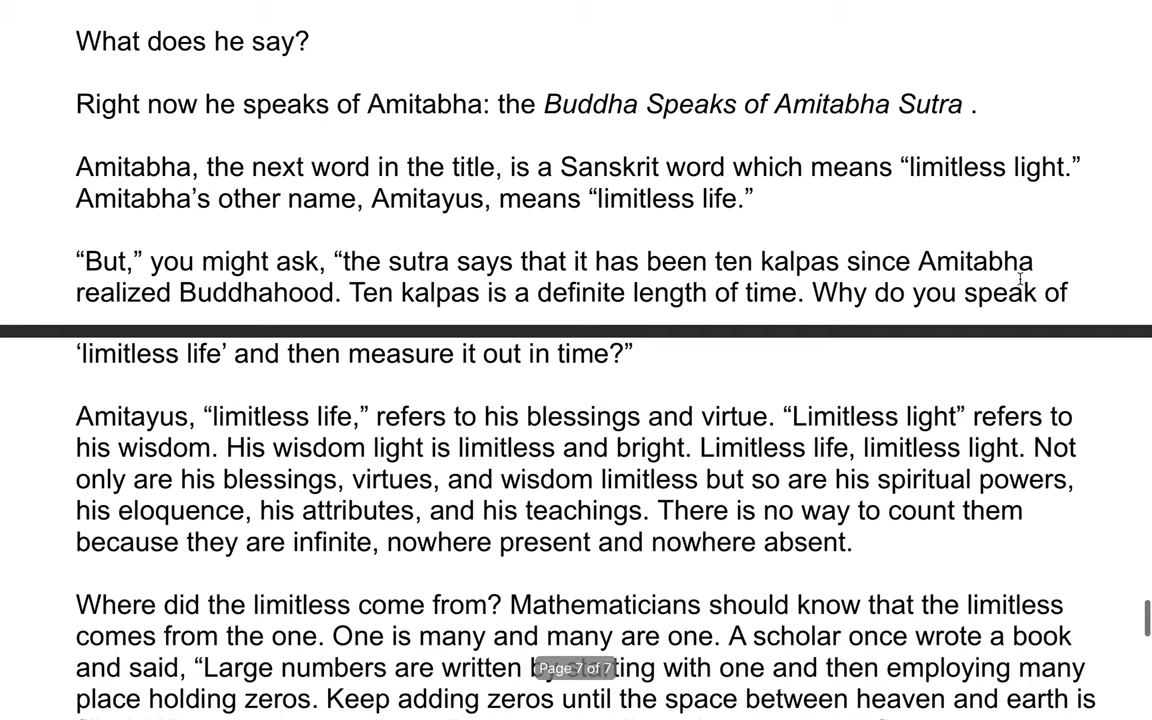 What does he say?
Right now he speaks of Amitabha: the Buddha Speaks of Amitabha Sutra .
Amitabha, the next word in the title, is a Sanskrit word which means “limitless light.”
Amitabha’s other name, Amitayus, means “limitless life.”
“But,” you might ask, “the sutra says that it has been ten kalpas since Amitabha
realized Buddhahood. Ten kalpas is a definite length of time. Why do you speak of
‘limitless life’ and then measure it out in time?”
Amitayus, “limitless life,” refers to his blessings and virtue. “Limitless light” refers to
his wisdom. His wisdom light is limitless and bright. Limitless life, limitless light. Not
only are his blessings, virtues, and wisdom limitless but so are his spiritual powers,
his eloquence, his attributes, and his teachings. There is no way to count them
because they are infinite, nowhere present and nowhere absent.
Where did the limitless come from? Mathematicians should know that the limitless
comes from the one. One is many and many are one. A scholar once wrote a book
and said, “Large numbers are written by starting with one and then employing many
Page 7 of 7
place holding zeros. Keep adding zeros until the space between heaven and earth is